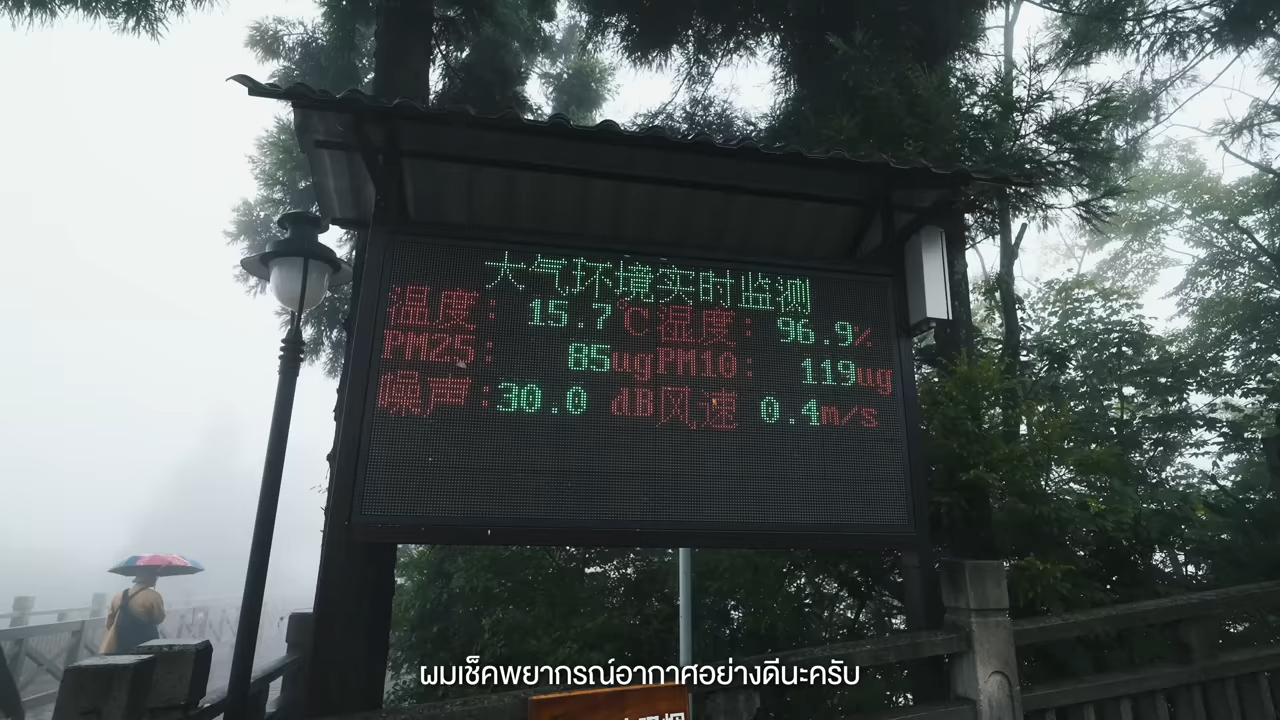 大气环境实时监测
温度: 15.7℃湿度: 96.9%
PM25: 85ugPM10: 119ug
噪声:30.0 dB风速 0.4m/s
ผมเช็คพยากรณ์อากาศอย่างดีนะครับ